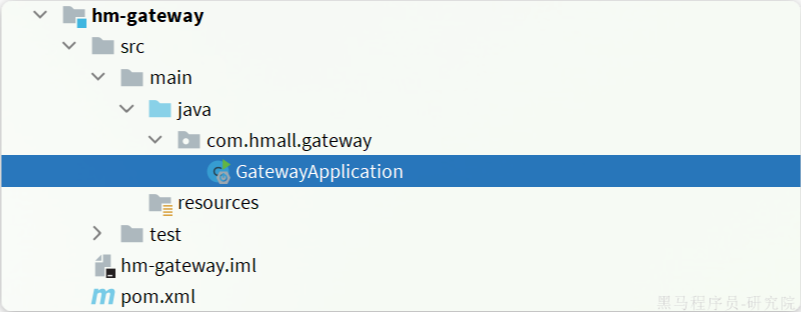 hm-gateway
src
main
java
com.hmall.gateway
GatewayApplication
resources
test
hm-gateway.iml
pom.xml
黑马程序员-研究院